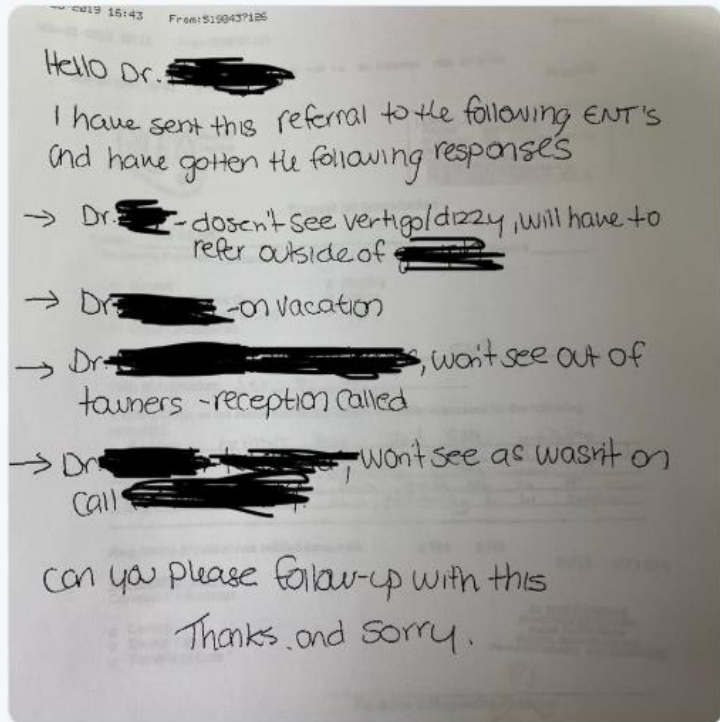 2019 16:43 From:5190437126
Hello Dr.
I have sent this referral to the following ENT's
and have gotten the following responses
→ Dr. - dosen't see vertigo/dizzy, will have to
refer outside of
→ Dr - on vacation
→ Dr. , won't see out of
towners - reception called
→ Dr , won't see as wasn't on
call
Can you please follow-up with this
Thanks and sorry.